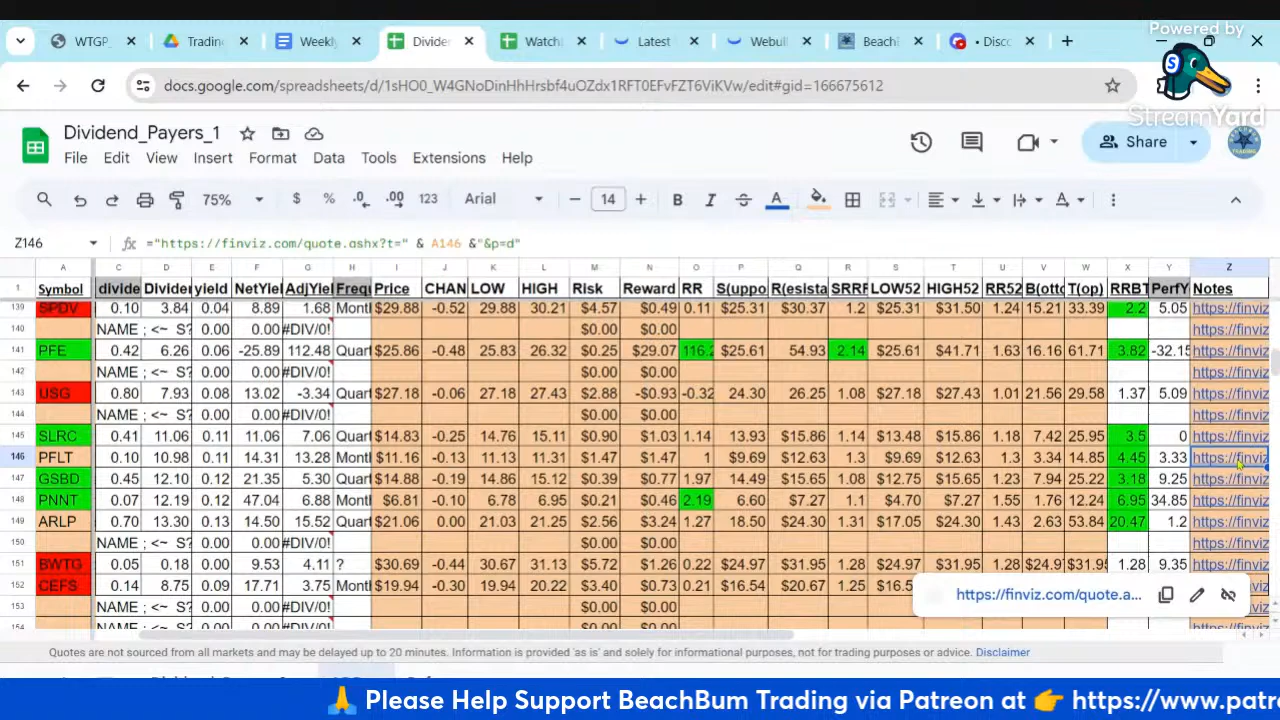 Powered by
StreamYard
WTGP_
Trading
Weekly
Divide
Watch
Latest
Webull
Beach
• Disco
Dividend_Payers_1
File Edit View Insert Format Data Tools Extensions Help
Share
75% $ % .0 .00 123 Arial 14
Z146 fx ="https://finviz.com/quote.ashx?t=" & A146 &"&p=d"
A C D E F G H I J K L M N O P Q R S T U V W X Y Z
1 Symbol divide Divider yield NetYiel AdjYiel Frequ Price CHAN LOW HIGH Risk Reward RR S(uppo R(esista SRRR LOW52 HIGH52 RR52 B(otto T(op) RRBT PerfY Notes
139 SPDV 0.10 3.84 0.04 8.89 1.68 Month $29.88 -0.52 29.88 30.21 $4.57 $0.49 0.11 $25.31 $30.37 1.2 $25.31 $31.50 1.24 15.21 33.39 2.2 5.05 https://finviz
140 NAME ; <~ S? 0.00 0.00 #DIV/0! $0.00 $0.00 https://finviz
141 PFE 0.42 6.26 0.06 -25.89 112.48 Quart $25.86 -0.48 25.83 26.32 $0.25 $29.07 116.2 $25.61 54.93 2.14 $25.61 $41.71 1.63 16.16 61.71 3.82 -32.15 https://finviz
142 NAME ; <~ S? 0.00 0.00 #DIV/0! $0.00 $0.00 https://finviz
143 USG 0.80 7.93 0.08 13.02 -3.34 Month $27.18 -0.06 27.18 27.43 $2.88 -$0.93 -0.32 24.30 26.25 1.08 $27.18 $27.43 1.01 21.56 29.58 1.37 5.09 https://finviz
144 NAME ; <~ S? 0.00 0.00 #DIV/0! $0.00 $0.00 https://finviz
145 SLRC 0.41 11.06 0.11 11.06 7.06 Quart $14.83 -0.25 14.76 15.11 $0.90 $1.03 1.14 13.93 $15.86 1.14 $13.48 $15.86 1.18 7.42 25.95 3.5 0 https://finviz
146 PFLT 0.10 10.98 0.11 14.31 13.28 Month $11.16 -0.13 11.13 11.31 $1.47 $1.47 1 $9.69 $12.63 1.3 $9.69 $12.63 1.3 3.34 14.85 4.45 3.33 https://finviz
147 GSBD 0.45 12.10 0.12 21.35 5.30 Quart $14.88 -0.19 14.86 15.12 $0.39 $0.77 1.97 14.49 $15.65 1.08 $12.75 $15.65 1.23 7.94 25.22 3.18 9.25 https://finviz
148 PNNT 0.07 12.19 0.12 47.04 6.88 Month $6.81 -0.10 6.78 6.95 $0.21 $0.46 2.19 6.60 $7.27 1.1 $4.70 $7.27 1.55 1.76 12.24 6.95 34.85 https://finviz
149 ARLP 0.70 13.30 0.13 14.50 15.52 Quart $21.06 0.00 21.03 21.25 $2.56 $3.24 1.27 18.50 $24.30 1.31 $17.05 $24.30 1.43 2.63 53.84 20.47 1.2 https://finviz
150 NAME ; <~ S? 0.00 0.00 #DIV/0! $0.00 $0.00
151 BWTG 0.05 0.18 0.00 9.53 4.11 ? $30.69 -0.44 30.67 31.13 $5.72 $1.26 0.22 $24.97 $31.95 1.28 $24.97 $31.95 1.28 $24.9 $31.95 1.28 9.35 https://finviz
152 CEFS 0.14 8.75 0.09 17.71 3.75 Month $19.94 -0.30 19.94 20.22 $3.40 $0.73 0.21 $16.54 $20.67 1.25 $16.5
153 NAME ; <~ S? 0.00 0.00 #DIV/0! $0.00 $0.00
https://finviz.com/quote.a...
Quotes are not sourced from all markets and may be delayed up to 20 minutes. Information is provided 'as is' and solely for informational purposes, not for trading purposes or advice. Disclaimer
🙏 Please Help Support BeachBum Trading via Patreon at 👉 https://www.patr